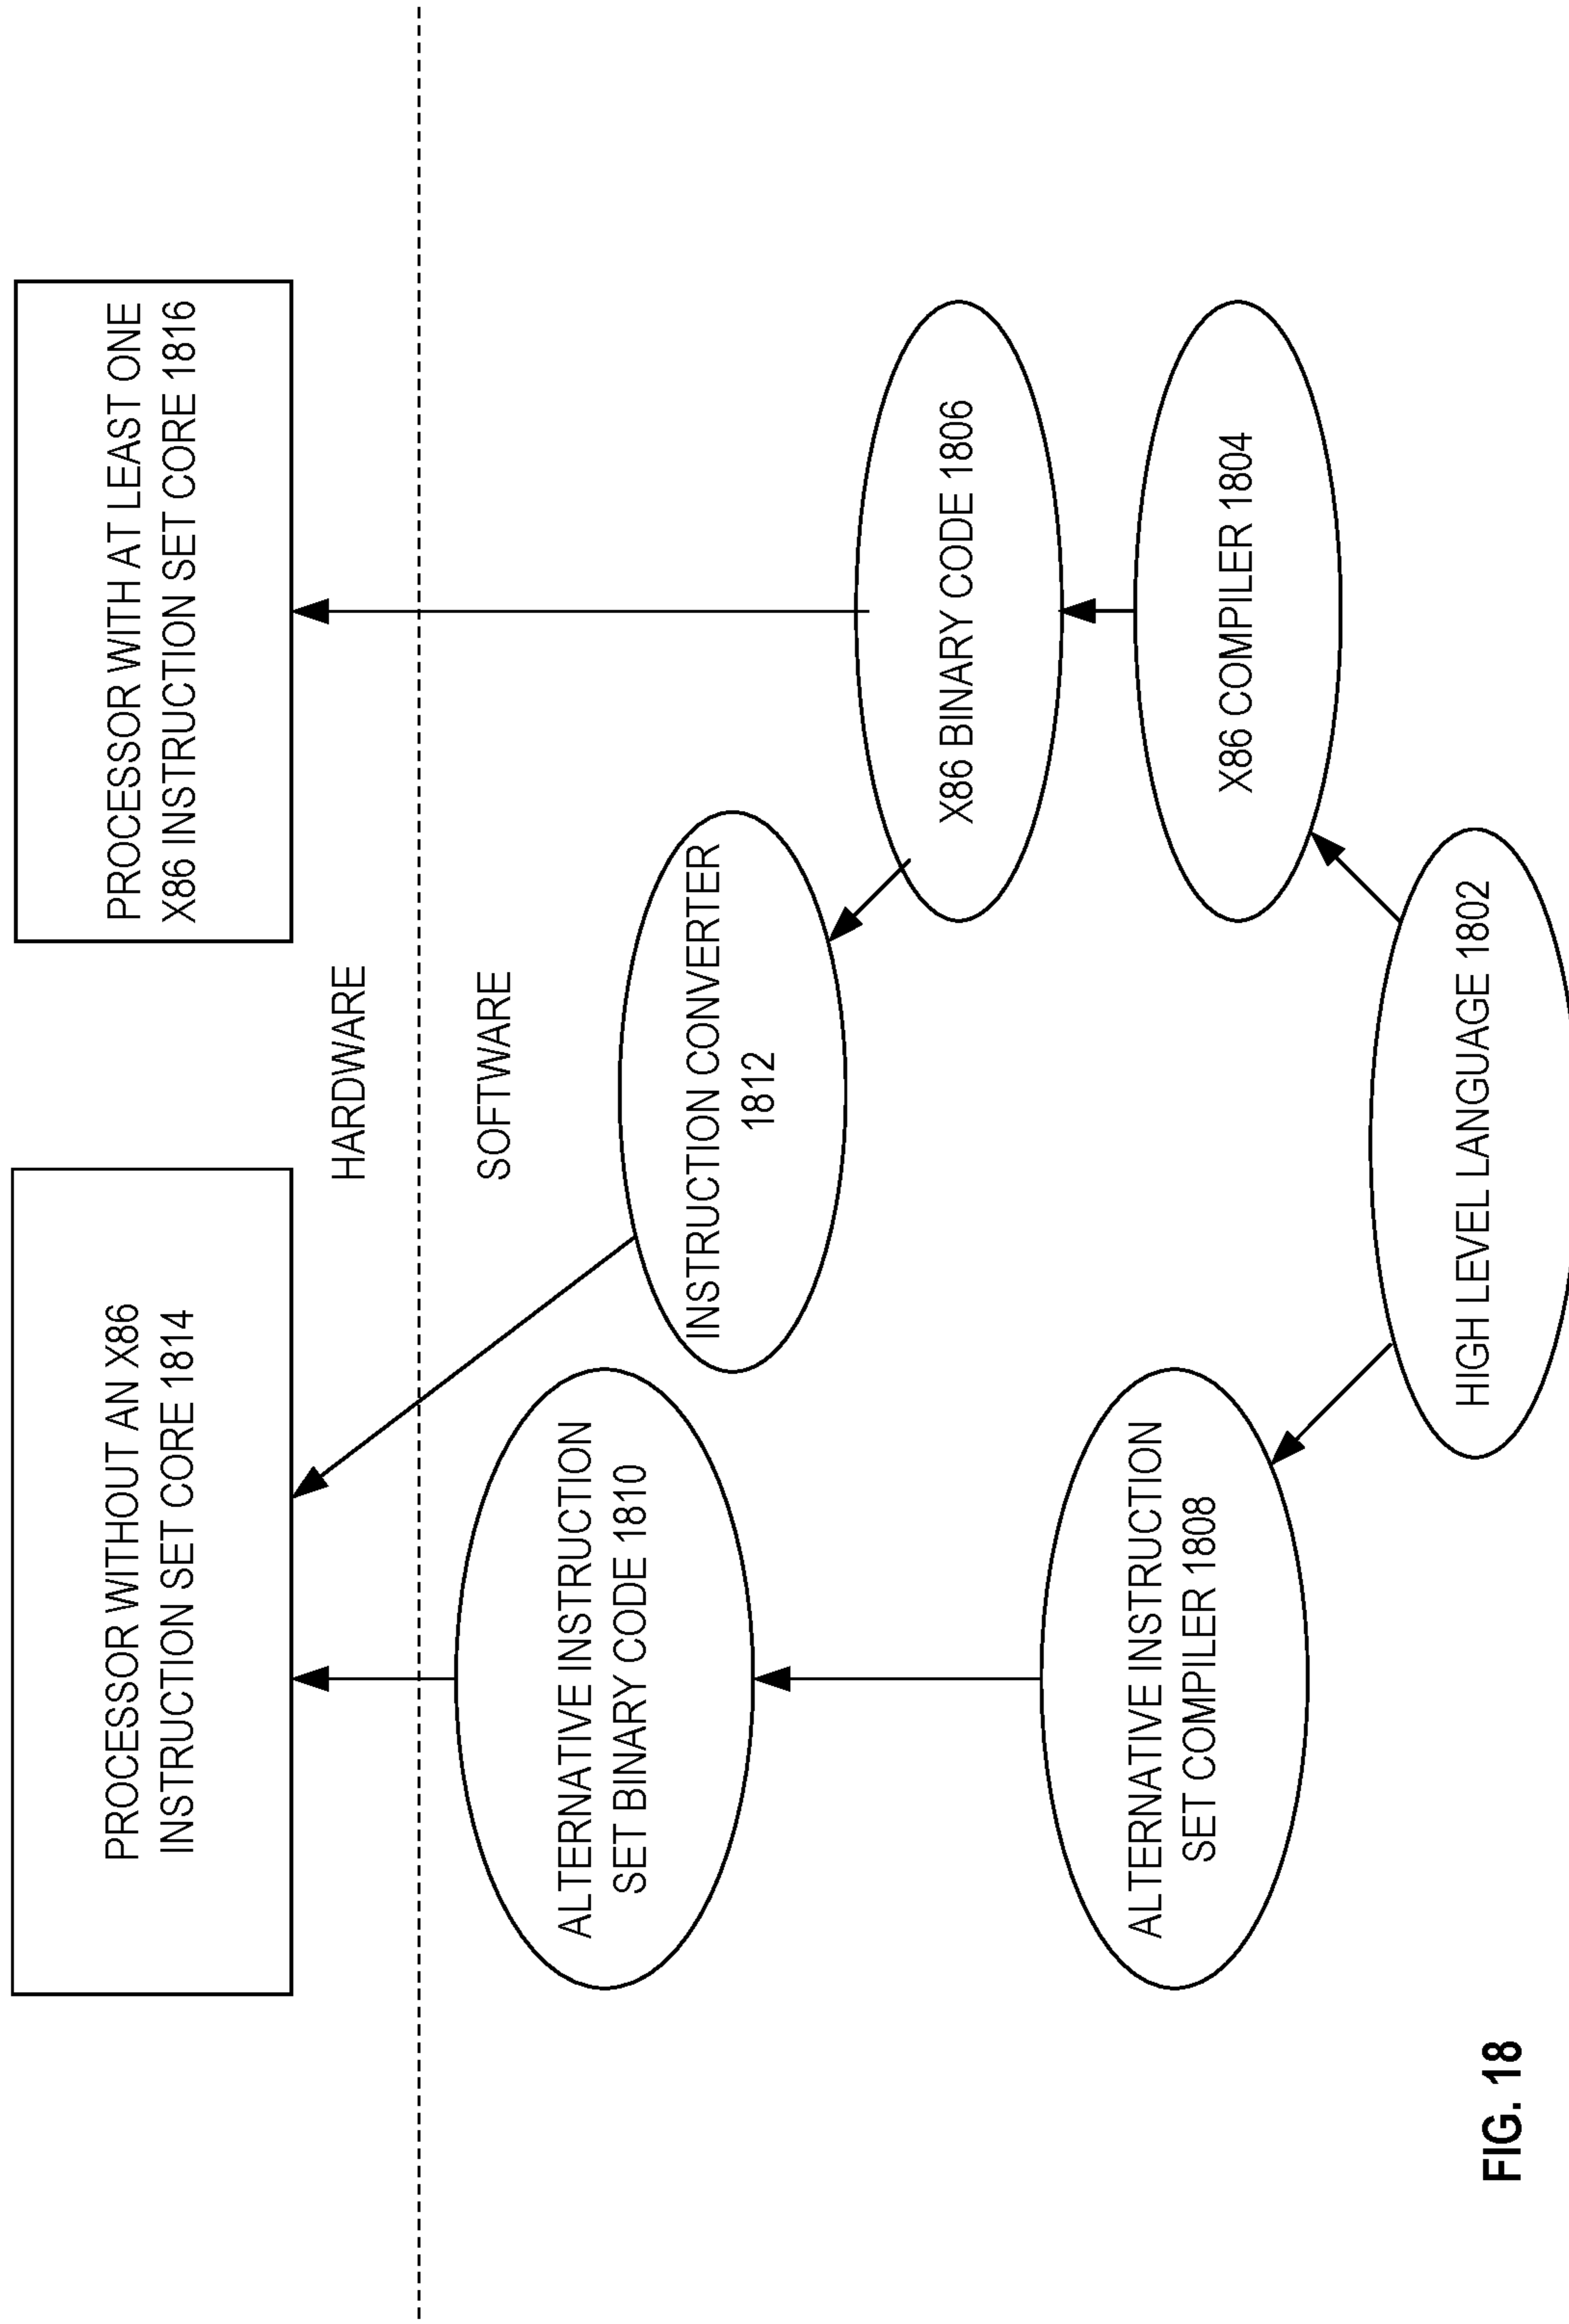 PROCESSOR WITHOUT AN X86
INSTRUCTION SET CORE 1814
PROCESSOR WITH AT LEAST ONE
X86 INSTRUCTION SET CORE 1816
HARDWARE
SOFTWARE
ALTERNATIVE INSTRUCTION
SET BINARY CODE 1810
INSTRUCTION CONVERTER
1812
X86 BINARY CODE 1806
ALTERNATIVE INSTRUCTION
SET COMPILER 1808
X86 COMPILER 1804
HIGH LEVEL LANGUAGE 1802
FIG. 18